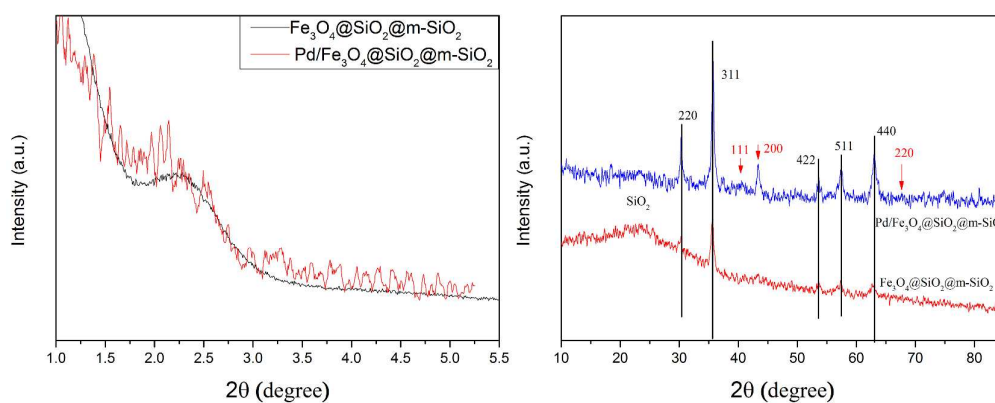 Fe₃O₄@SiO₂@m-SiO₂
Pd/Fe₃O₄@SiO₂@m-SiO₂
Intensity (a.u.)
1.0 1.5 2.0 2.5 3.0 3.5 4.0 4.5 5.0 5.5
2θ (degree)
311
220
440
111
200
422
511
220
SiO₂
Pd/Fe₃O₄@SiO₂@m-SiO
Fe₃O₄@SiO₂@m-SiO₂
Intensity (a.u.)
10 20 30 40 50 60 70 80
2θ (degree)